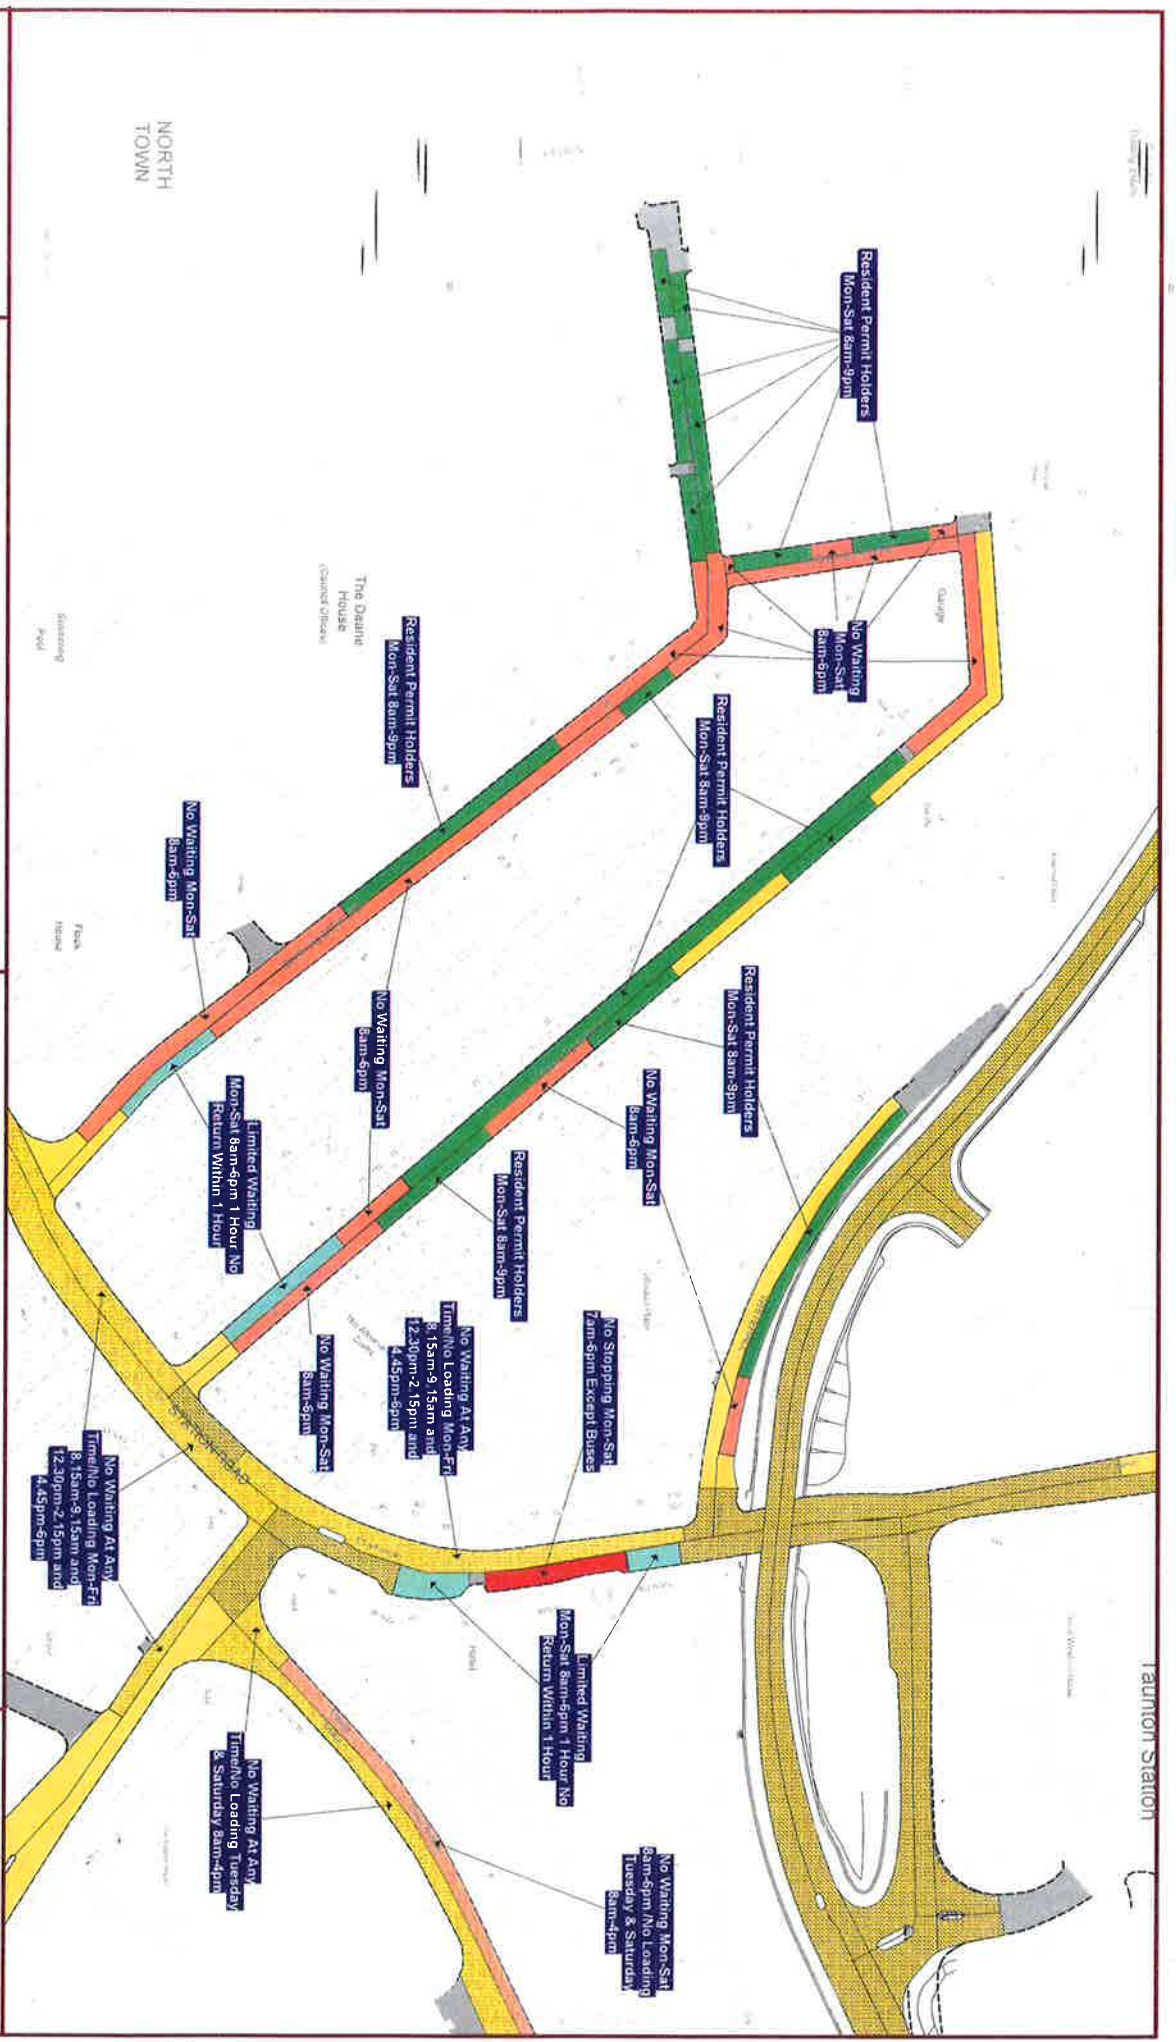 Taunton Station
Resident Permit Holders
Mon-Sat 8am-9pm
Garage
No Waiting
Mon-Sat
8am-6pm
Resident Permit Holders
Mon-Sat 8am-9pm
Resident Permit Holders
Mon-Sat 8am-9pm
No Waiting Mon-Sat
8am-6pm
No Waiting Mon-Sat
8am-6pm /No Loading
Tuesday & Saturday
8am-4pm
No Stopping Mon-Sat
7am-6pm Except Buses
Limited Waiting
Mon-Sat 8am-6pm 1 Hour No
Return Within 1 Hour
Resident Permit Holders
Mon-Sat 8am-9pm
No Waiting At Any
Time/No Loading Mon-Fri
8.15am-9.15am and
12.30pm-2.15pm and
4.45pm-6pm
Hotel
Resident Permit Holders
Mon-Sat 8am-9pm
No Waiting Mon-Sat
8am-6pm
The Deane
House
(Council Offices)
No Waiting Mon-Sat
8am-6pm
STATION ROAD
Limited Waiting
Mon-Sat 8am-6pm 1 Hour No
Return Within 1 Hour
No Waiting At Any
Time/No Loading Tuesday
& Saturday 8am-4pm
No Waiting Mon-Sat
8am-6pm
NORTH
TOWN
No Waiting At Any
Time/No Loading Mon-Fri
8.15am-9.15am and
12.30pm-2.15pm and
4.45pm-6pm
Flook
House
Swimming
Pool